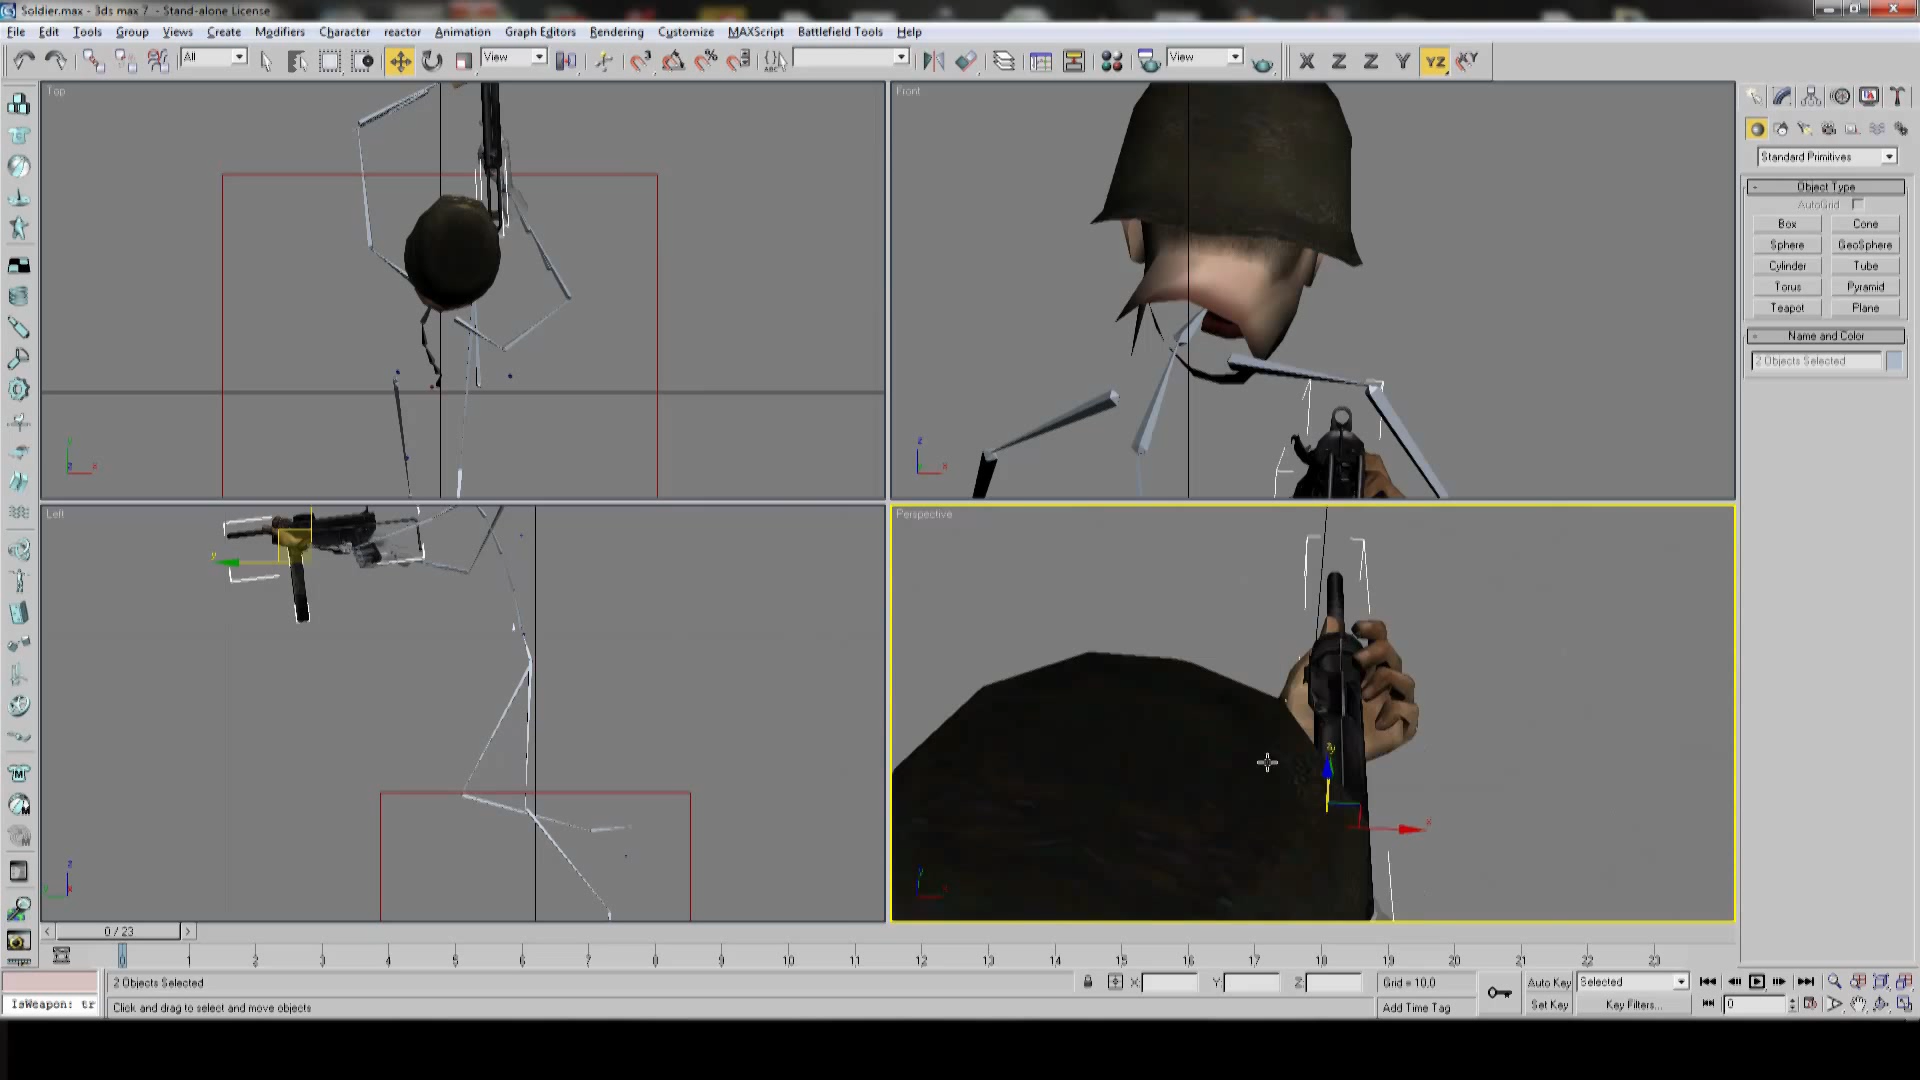 Soldier.max - 3ds max 7 - Stand-alone License
File Edit Tools Group Views Create Modifiers Character reactor Animation Graph Editors Rendering Customize MAXScript Battlefield Tools Help
All View View X Z Z Y YZ XY
Top
Front
Standard Primitives
- Object Type
AutoGrid
Box Cone
Sphere GeoSphere
Cylinder Tube
Torus Pyramid
Teapot Plane
- Name and Color
2 Objects Selected
Left
Perspective
< 0 / 23 >
0 2 3 4 5 6 7 8 9 10 11 12 13 14 15 16 17 18 19 20 21 22 23
2 Objects Selected X: Y: Z: Grid = 10,0 Auto Key Selected
IsWeapon: tr Click and drag to select and move objects Add Time Tag Set Key Key Filters... 0